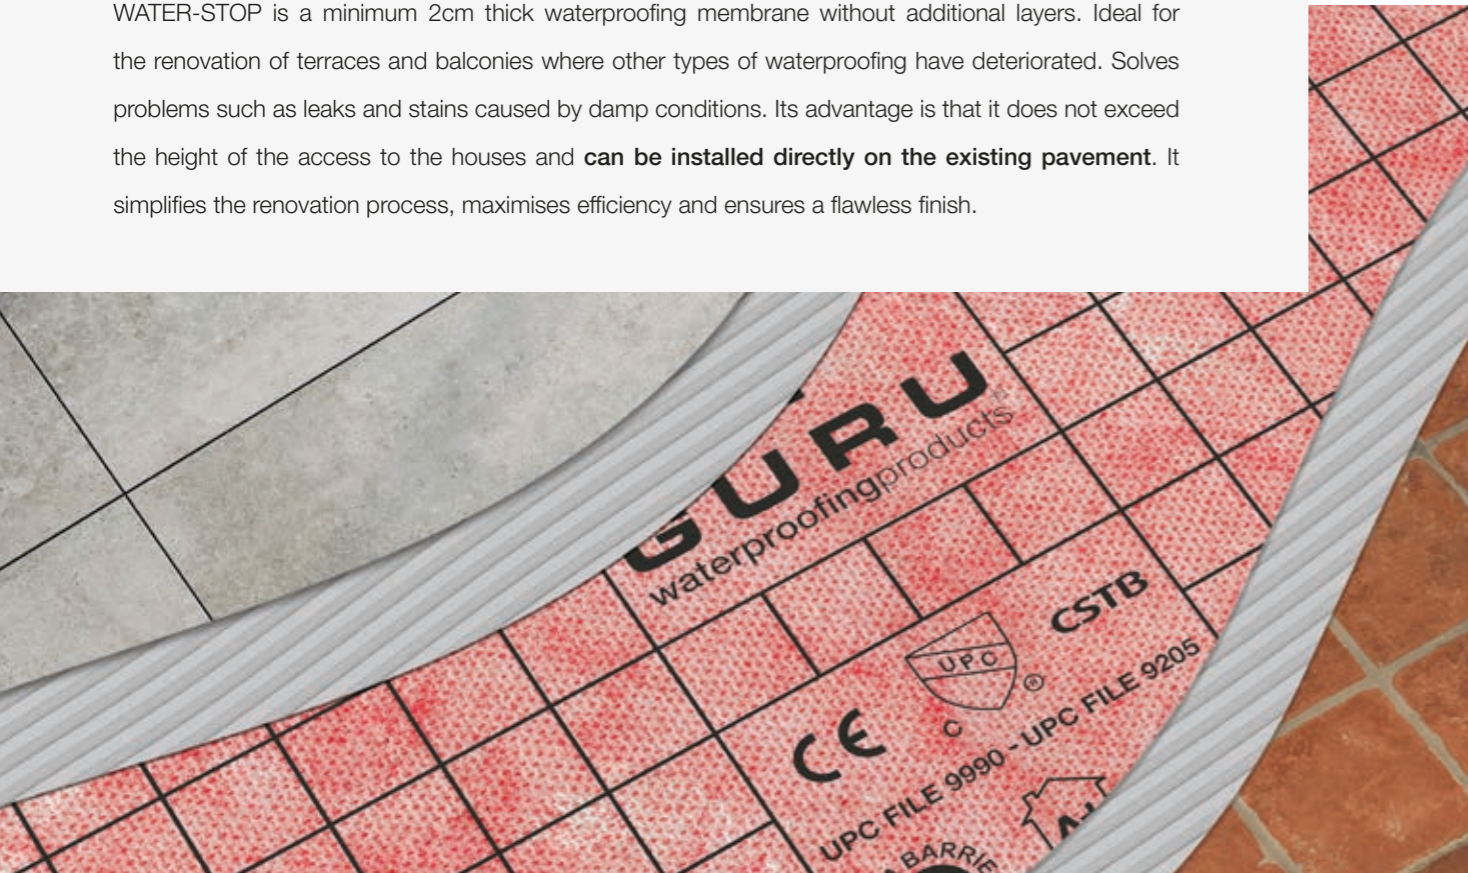 WATER-STOP is a minimum 2cm thick waterproofing membrane without additional layers. Ideal for
the renovation of terraces and balconies where other types of waterproofing have deteriorated. Solves
problems such as leaks and stains caused by damp conditions. Its advantage is that it does not exceed
the height of the access to the houses and can be installed directly on the existing pavement. It
simplifies the renovation process, maximises efficiency and ensures a flawless finish.
GURU
waterproofingproducts
CSTB
UPC
®
C
CE
UPC FILE 9990 - UPC FILE 9205